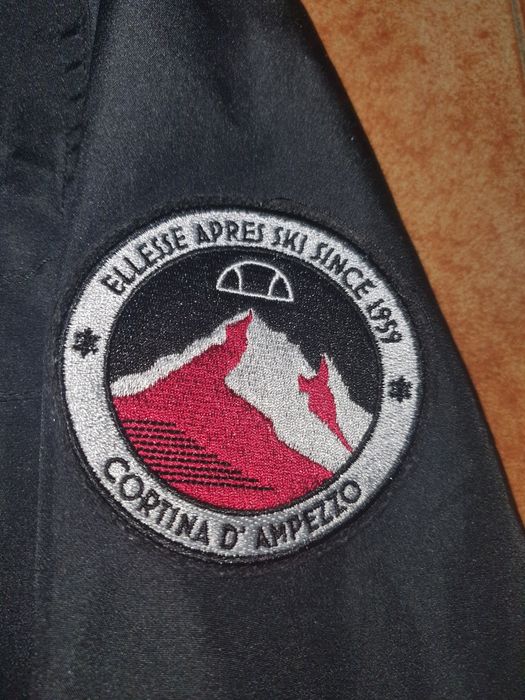 ELLESSE APRES SKI SINCE 1959
CORTINA D' AMPEZZO